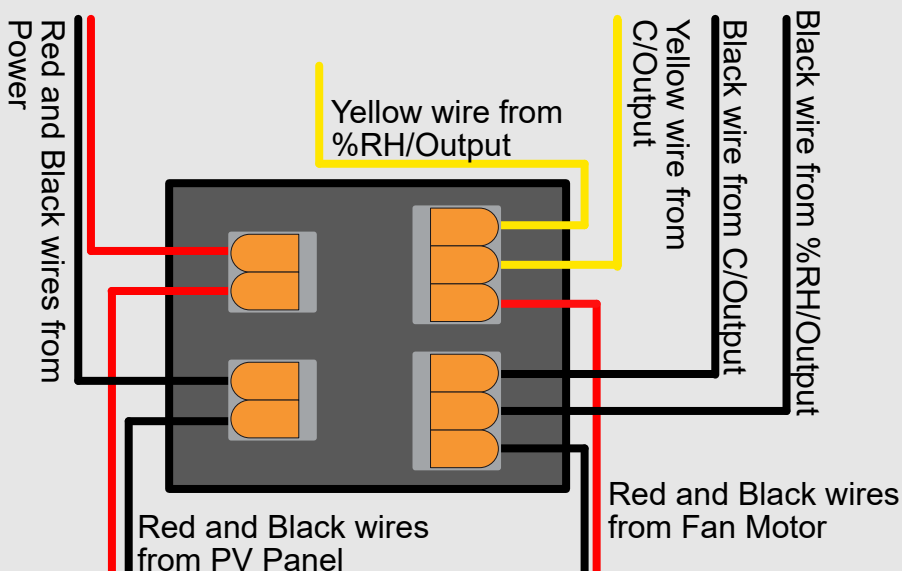 Red and Black wires from
Power
Yellow wire from
%RH/Output
Yellow wire from
C/Output
Black wire from C/Output
Black wire from %RH/Output
Red and Black wires
from PV Panel
Red and Black wires
from Fan Motor